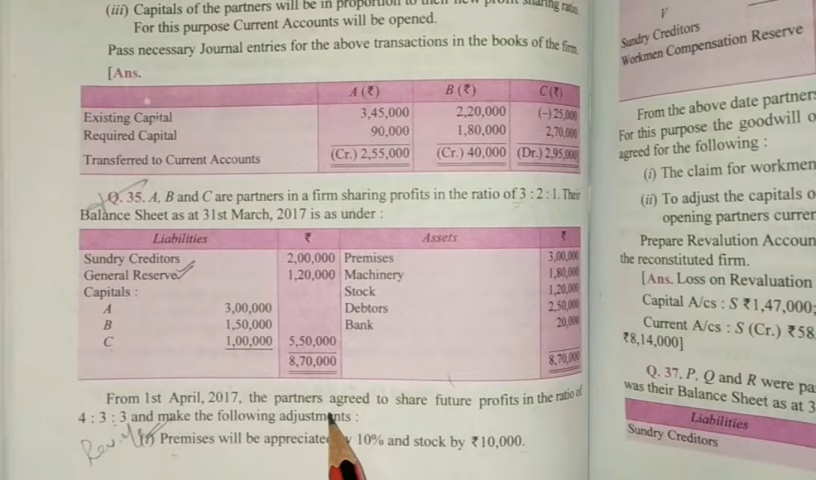 (iii) Capitals of the partners will be in proportion to their new profit sharing ratio.
For this purpose Current Accounts will be opened.
Pass necessary Journal entries for the above transactions in the books of the firm.
[Ans.
A (₹) B (₹) C (₹)
Existing Capital 3,45,000 2,20,000 (–) 25,000
Required Capital 90,000 1,80,000 2,70,000
Transferred to Current Accounts (Cr.) 2,55,000 (Cr.) 40,000 (Dr.) 2,95,000
Q. 35. A, B and C are partners in a firm sharing profits in the ratio of 3 : 2 : 1. Their
Balance Sheet as at 31st March, 2017 is as under :
Liabilities ₹ Assets ₹
Sundry Creditors 2,00,000 Premises 3,00,000
General Reserve 1,20,000 Machinery 1,80,000
Capitals : Stock 1,20,000
A 3,00,000 Debtors 2,50,000
B 1,50,000 Bank 20,000
C 1,00,000 5,50,000
8,70,000 8,70,000
From 1st April, 2017, the partners agreed to share future profits in the ratio of
4 : 3 : 3 and make the following adjustments :
Premises will be appreciated by 10% and stock by ₹10,000.
V
Sundry Creditors
Workmen Compensation Reserve
From the above date partners
For this purpose the goodwill o
agreed for the following :
(i) The claim for workmen
(ii) To adjust the capitals o
opening partners curren
Prepare Revalution Accoun
the reconstituted firm.
[Ans. Loss on Revaluation
Capital A/cs : S ₹1,47,000;
Current A/cs : S (Cr.) ₹58
₹8,14,000]
Q. 37. P, Q and R were pa
was their Balance Sheet as at 3
Liabilities
Sundry Creditors